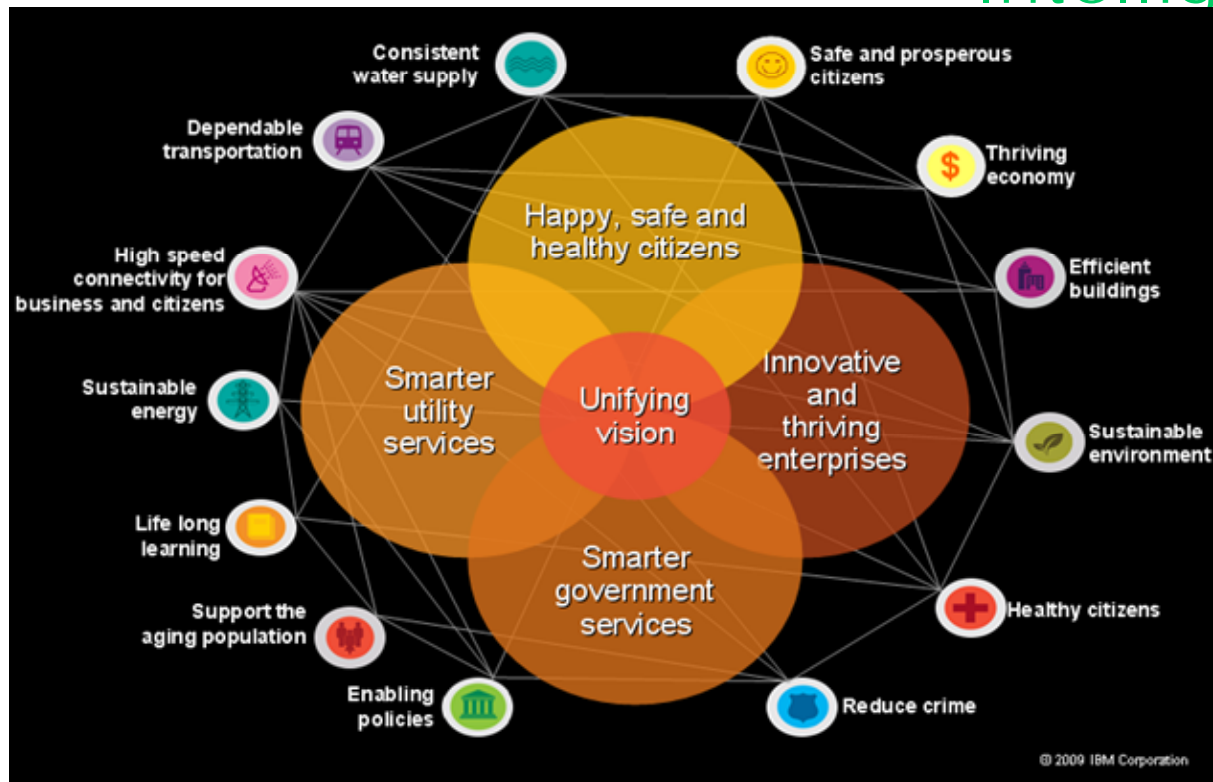 Consistent
water supply
Safe and prosperous
citizens
Dependable
transportation
Thriving
economy
$
Happy, safe and
healthy citizens
High speed
connectivity for
business and citizens
Efficient
buildings
Smarter
utility
services
Unifying
vision
Innovative
and
thriving
enterprises
Sustainable
energy
Sustainable
environment
Life long
learning
Smarter
government
services
Support the
aging population
Healthy citizens
Enabling
policies
Reduce crime
© 2009 IBM Corporation